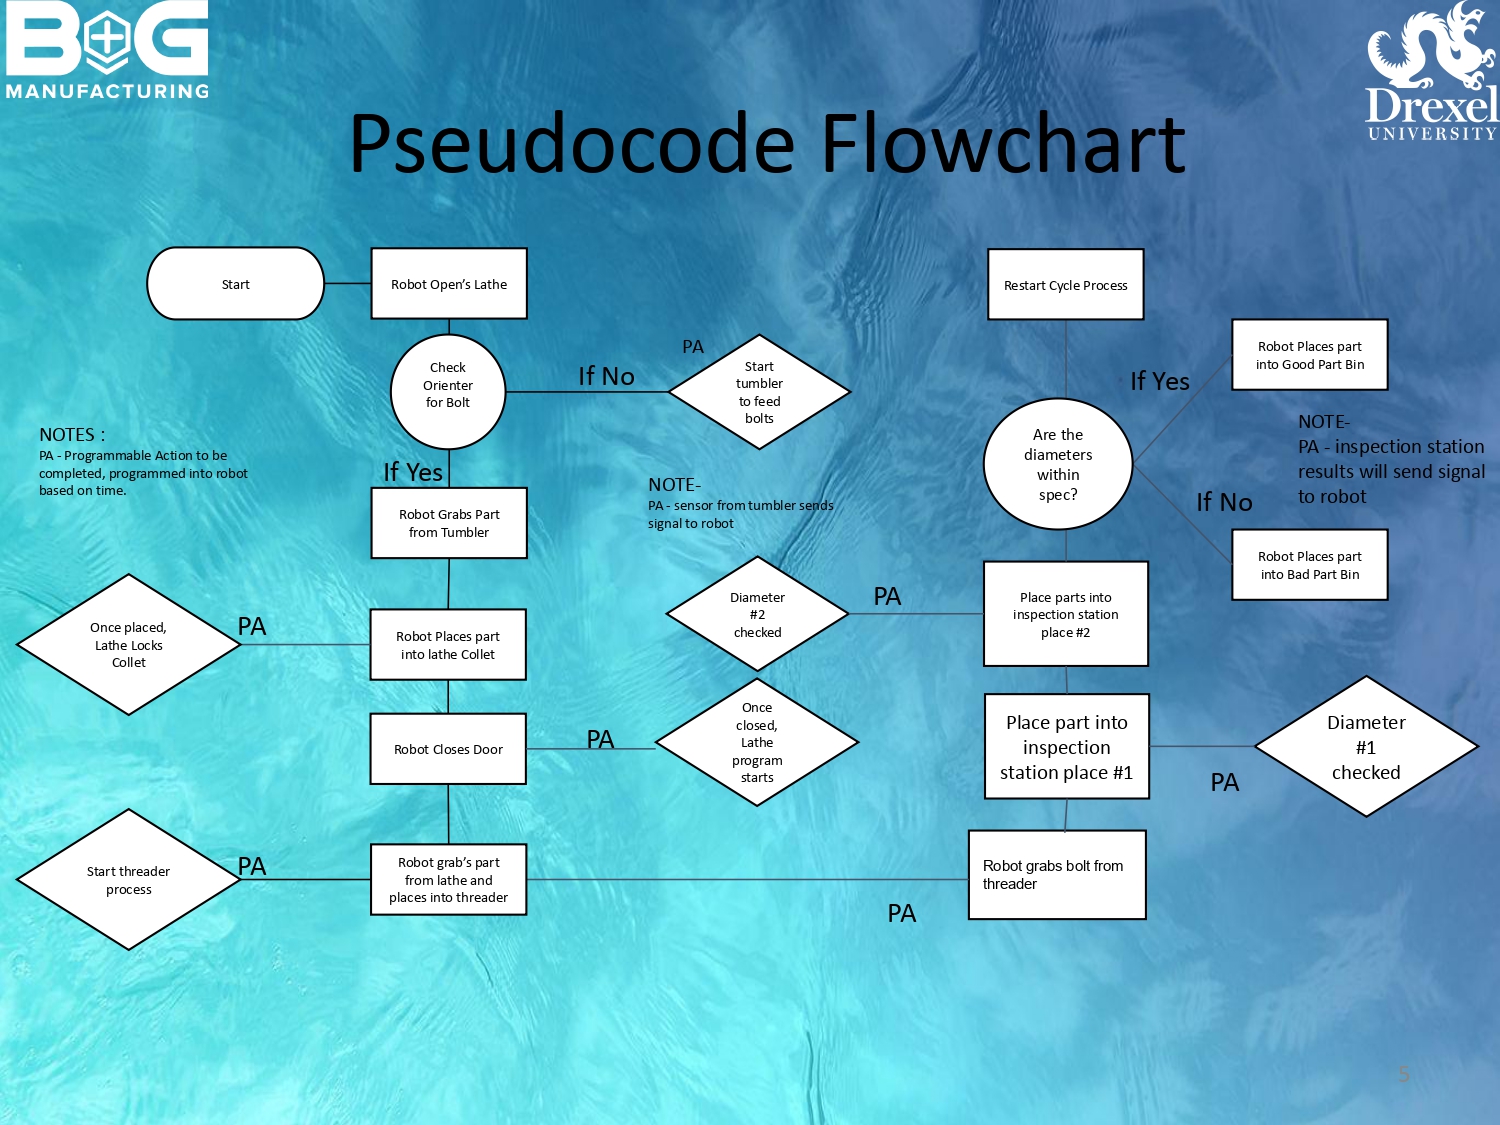 BG
MANUFACTURING
Drexel
UNIVERSITY
Pseudocode Flowchart
Start
Robot Open's Lathe
Check
Orienter
for Bolt
If No
PA
Start
tumbler
to feed
bolts
NOTES :
PA - Programmable Action to be
completed, programmed into robot
based on time.
If Yes
Robot Grabs Part
from Tumbler
NOTE-
PA - sensor from tumbler sends
signal to robot
Once placed,
Lathe Locks
Collet
PA
Robot Places part
into lathe Collet
Robot Closes Door
PA
Once
closed,
Lathe
program
starts
Start threader
process
PA
Robot grab's part
from lathe and
places into threader
PA
Robot grabs bolt from
threader
Place part into
inspection
station place #1
PA
Diameter
#1
checked
Place parts into
inspection station
place #2
PA
Diameter
#2
checked
Are the
diameters
within
spec?
If Yes
Robot Places part
into Good Part Bin
NOTE-
PA - inspection station
results will send signal
to robot
If No
Robot Places part
into Bad Part Bin
Restart Cycle Process
5